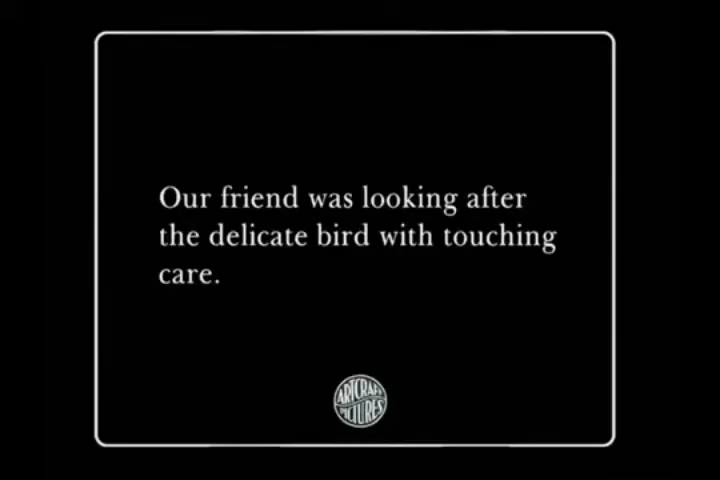 Our friend was looking after
the delicate bird with touching
care.
ARTCRAFT
PICTURES